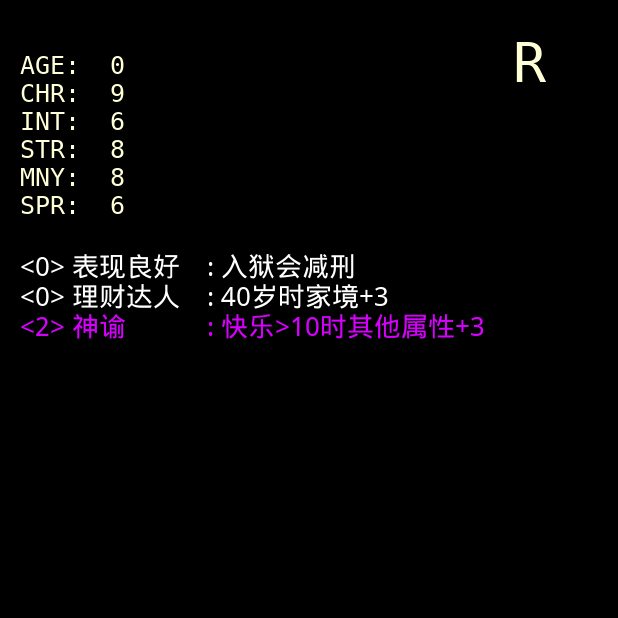 R
AGE: 0
CHR: 9
INT: 6
STR: 8
MNY: 8
SPR: 6
<0> 表现良好 : 入狱会减刑
<0> 理财达人 : 40岁时家境+3
<2> 神谕 : 快乐>10时其他属性+3